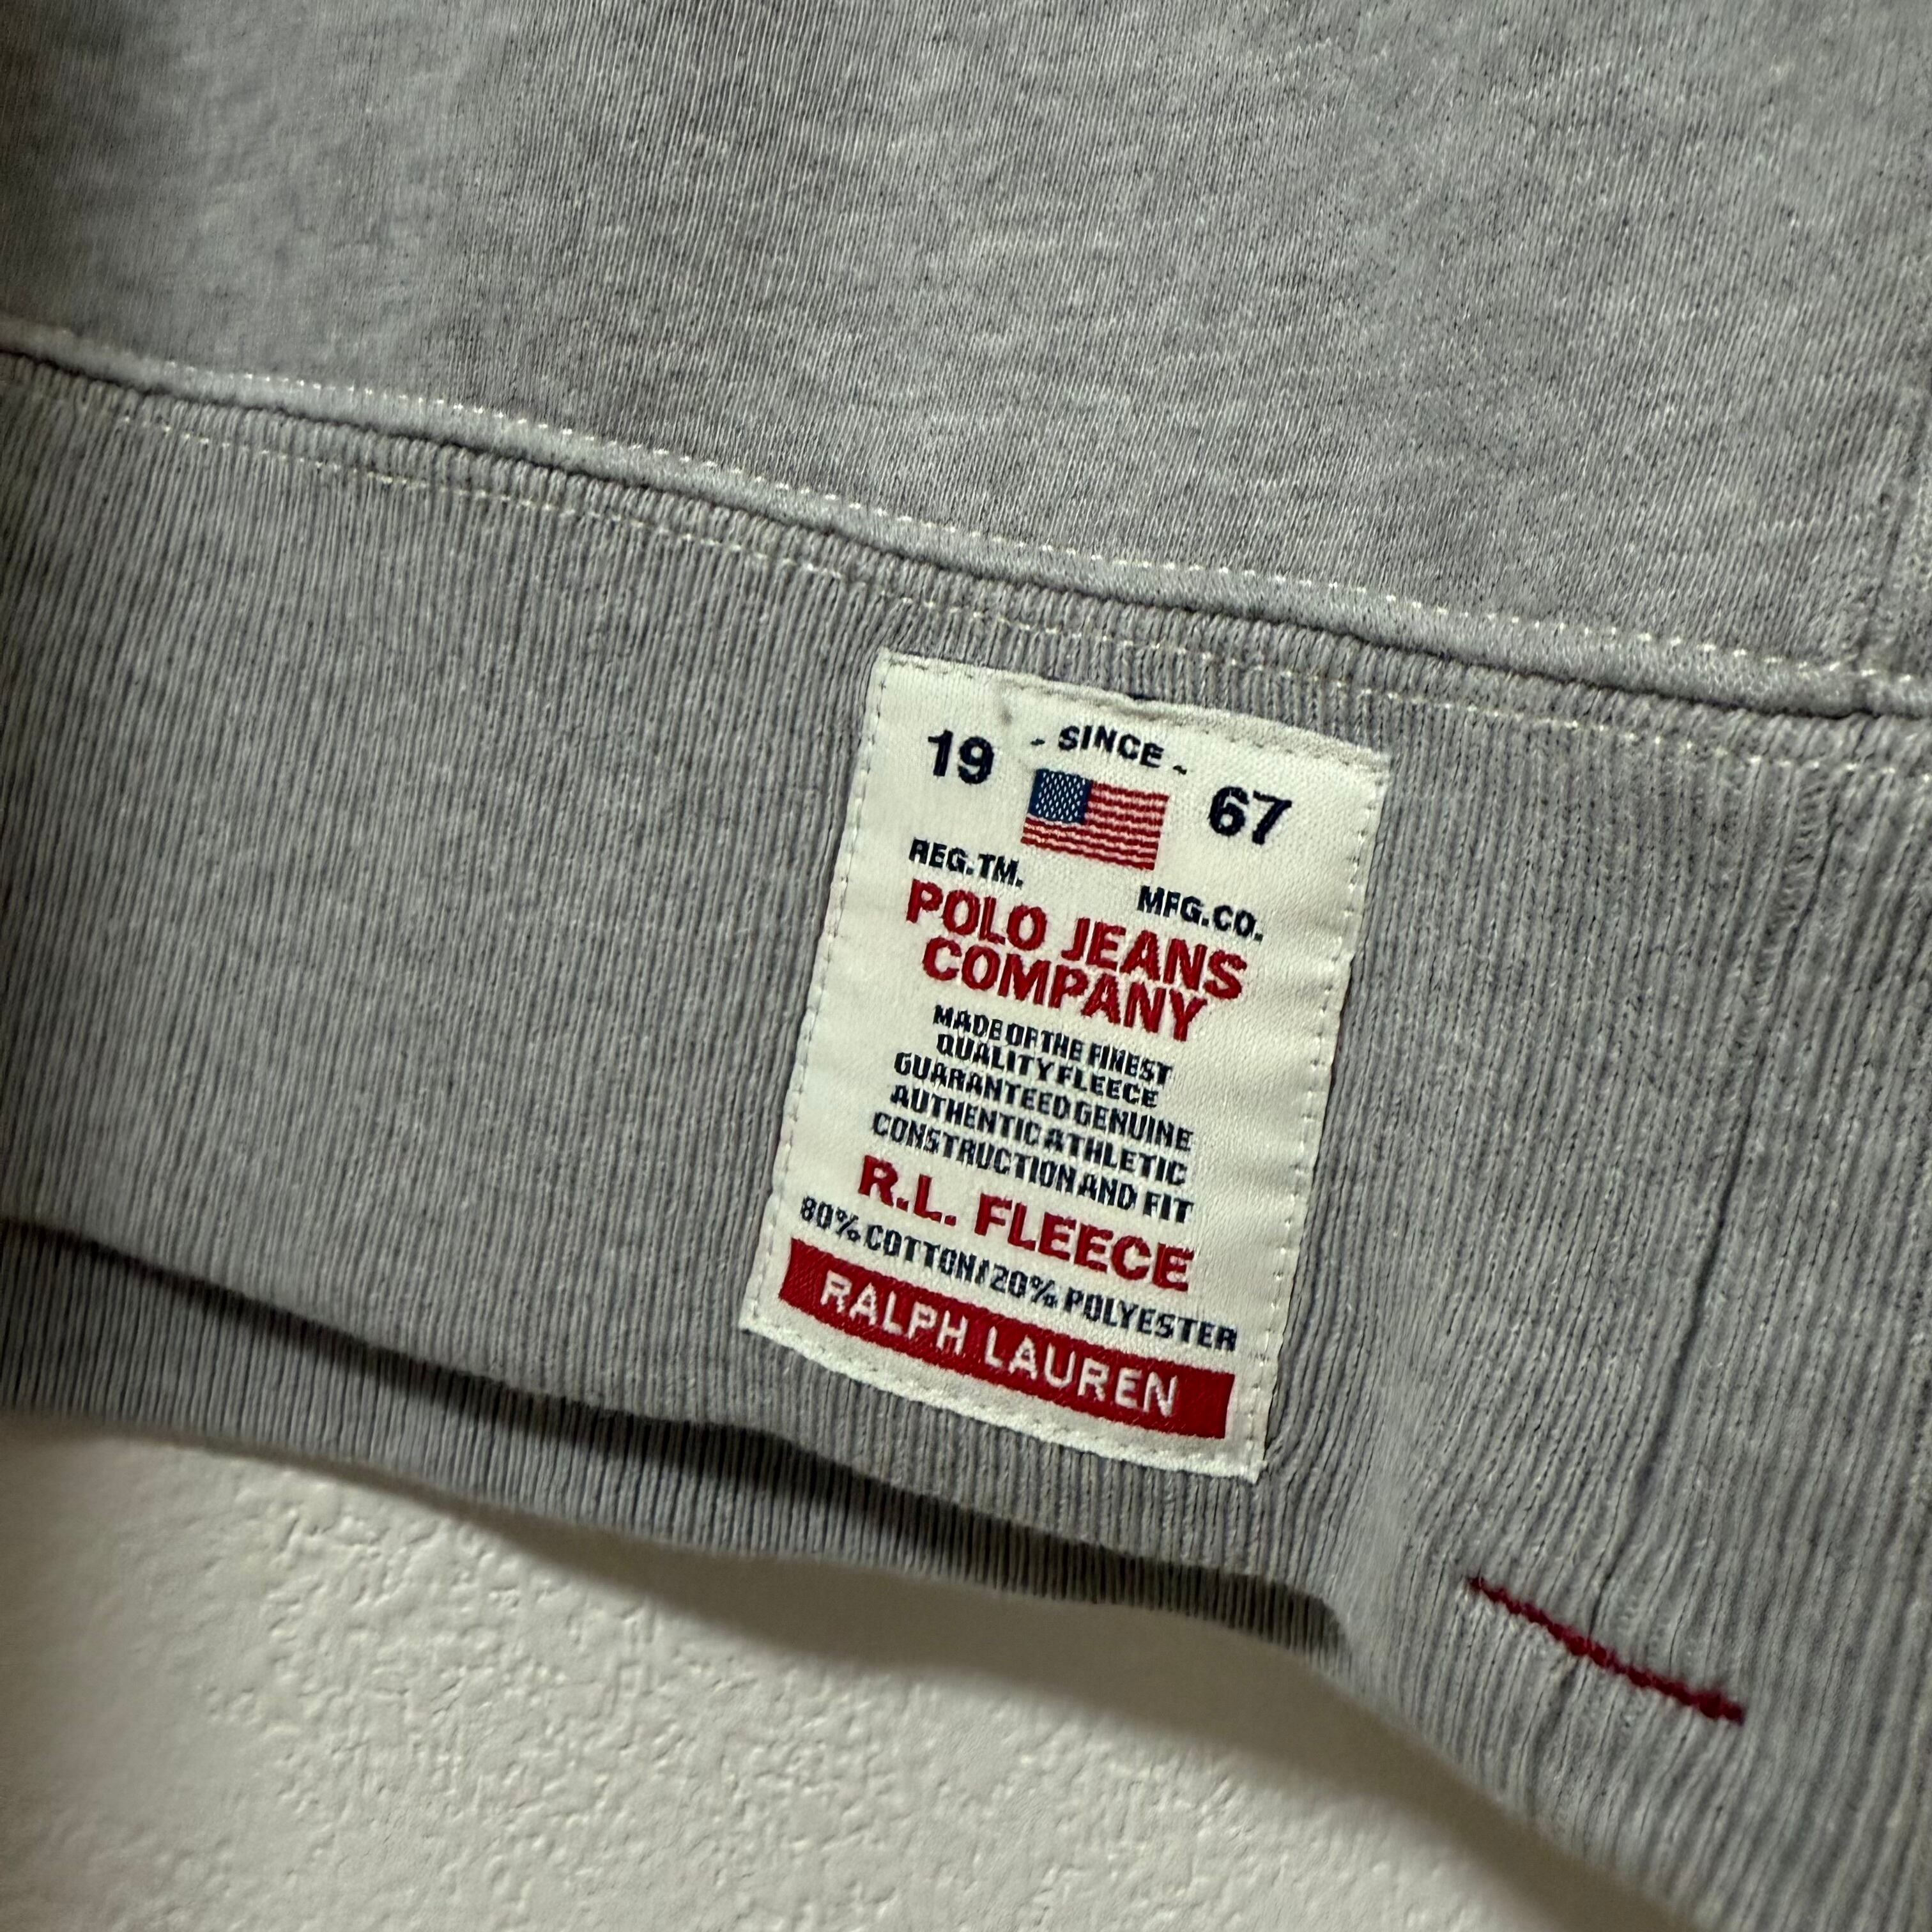 - SINCE -
19 67
REG.TM. MFG.CO.
POLO JEANS
COMPANY
MADE OF THE FINEST
QUALITY FLEECE
GUARANTEED GENUINE
AUTHENTIC ATHLETIC
CONSTRUCTION AND FIT
R.L. FLEECE
80% COTTON/20% POLYESTER
RALPH LAUREN